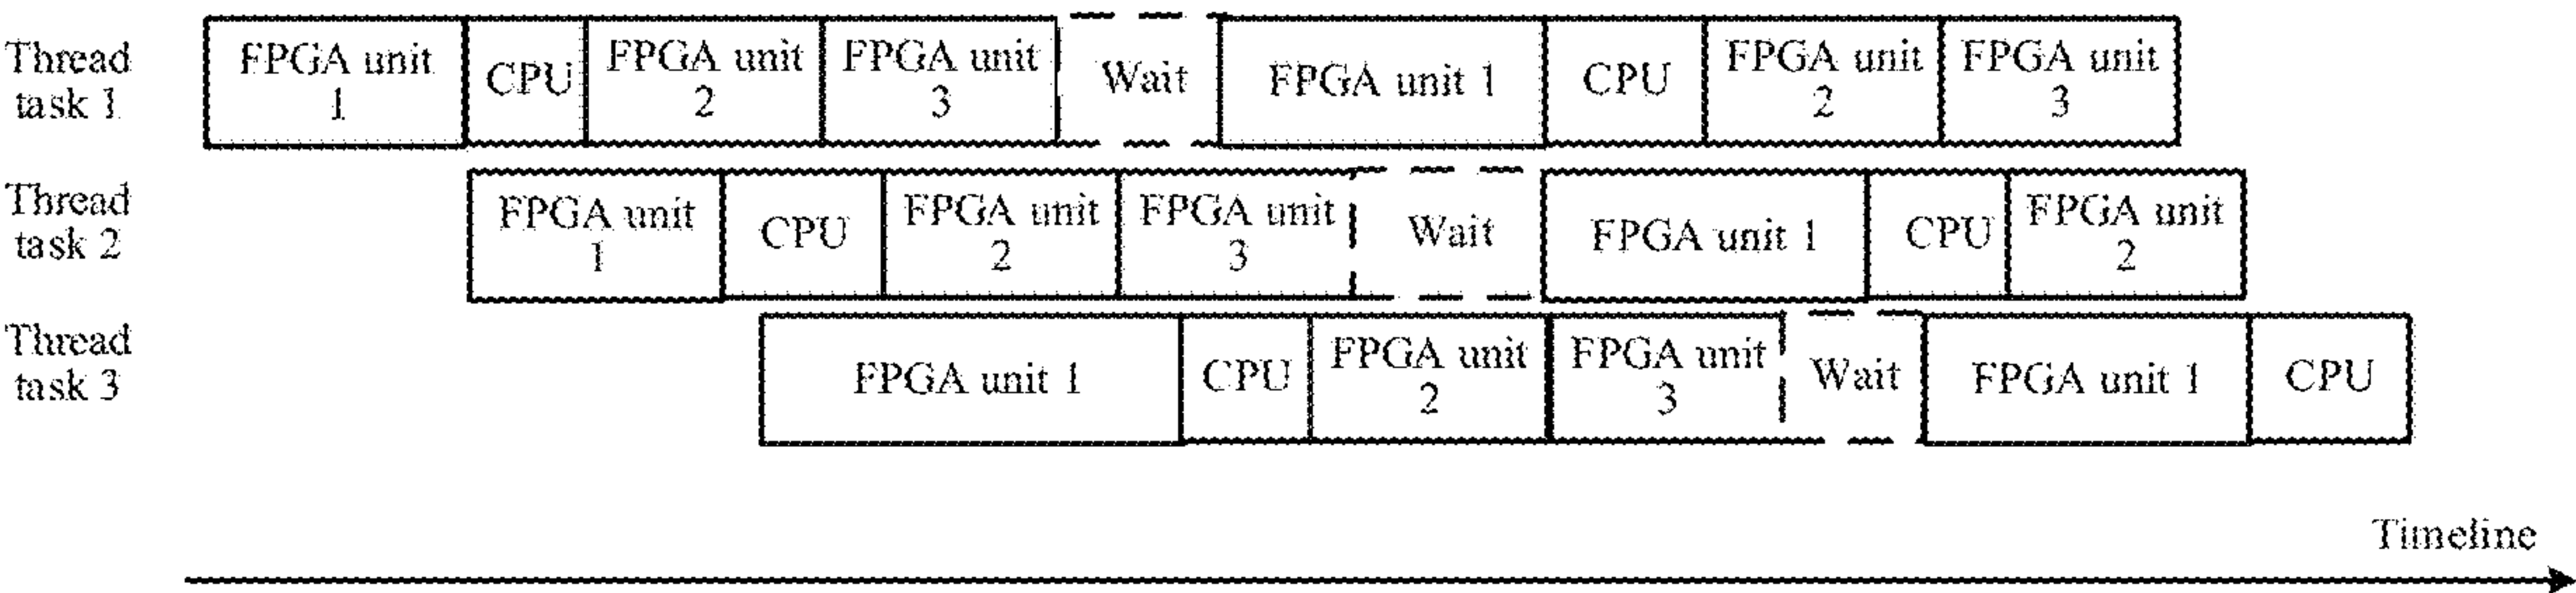 Thread
task 1
FPGA unit
1
CPU
FPGA unit
2
FPGA unit
3
Wait
FPGA unit 1
CPU
FPGA unit
2
FPGA unit
3
Thread
task 2
FPGA unit
1
CPU
FPGA unit
2
FPGA unit
3
Wait
FPGA unit 1
CPU
FPGA unit
2
Thread
task 3
FPGA unit 1
CPU
FPGA unit
2
FPGA unit
3
Wait
FPGA unit 1
CPU
Timeline